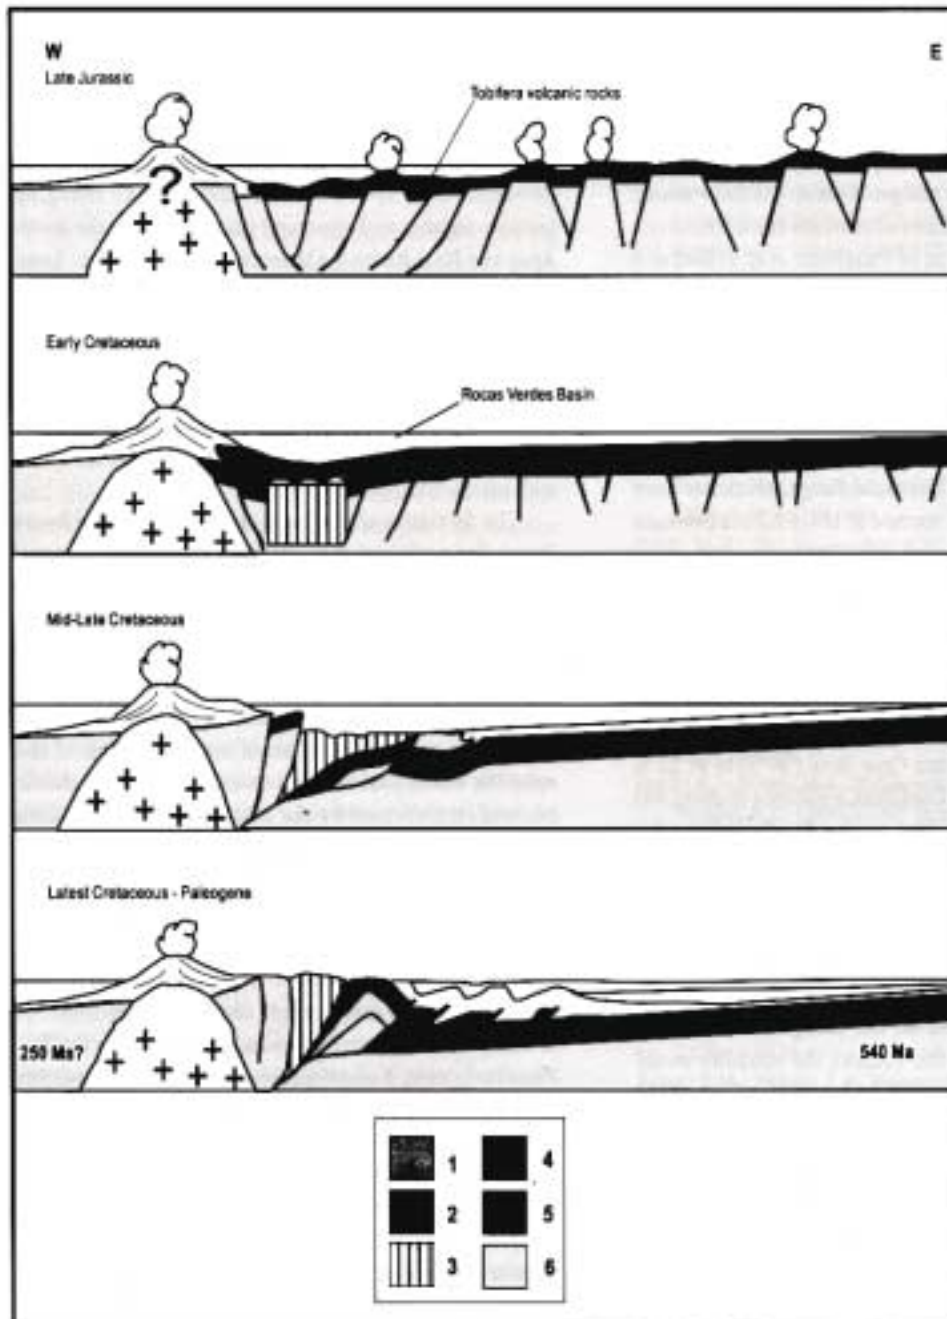 W E
Late Jurassic
Tobifera volcanic rocks
?
Early Cretaceous
Rocas Verdes Basin
Mid-Late Cretaceous
Latest Cretaceous - Paleogene
250 Ma? 540 Ma
1 4
2 5
3 6